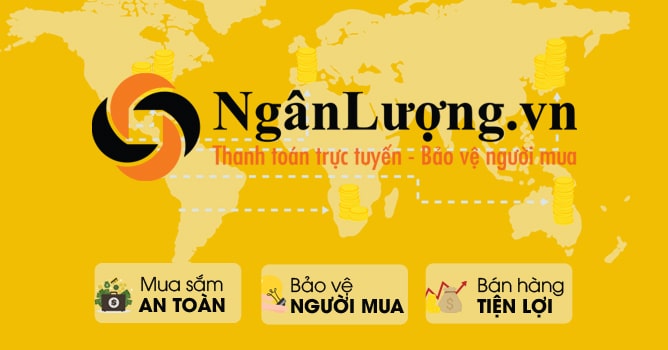 NgânLượng.vn
Thanh toán trực tuyến - Bảo vệ người mua
Mua sắm
AN TOÀN
Bảo vệ
NGƯỜI MUA
Bán hàng
TIỆN LỢI